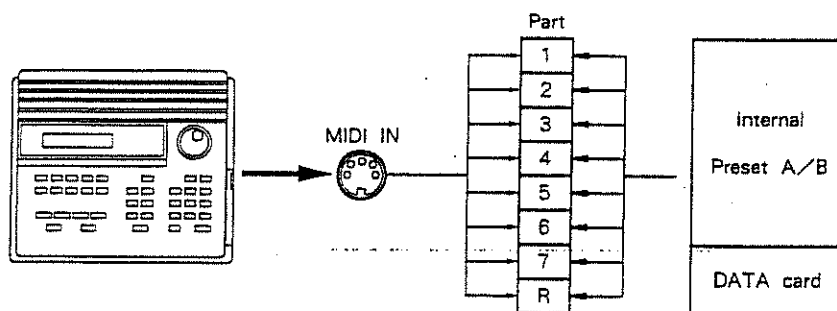 Part
1
2
MIDI IN
3
4
5
6
7
R
Internal
Preset A/B
DATA card